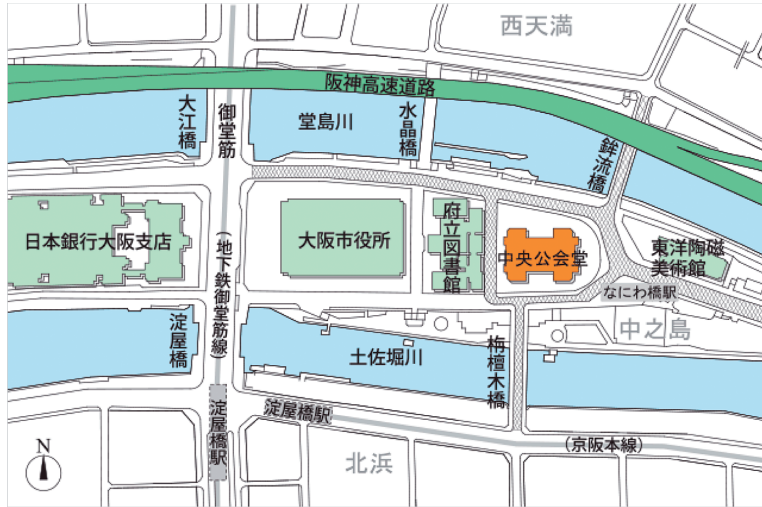 西天満
阪神高速道路
大江橋
御堂筋
堂島川
水晶橋
鉾流橋
日本銀行大阪支店
（地下鉄御堂筋線）
大阪市役所
府立図書館
中央公会堂
東洋陶磁
美術館
なにわ橋駅
淀屋橋
土佐堀川
栴檀木橋
中之島
淀屋橋駅
淀屋橋駅
（京阪本線）
北浜
N